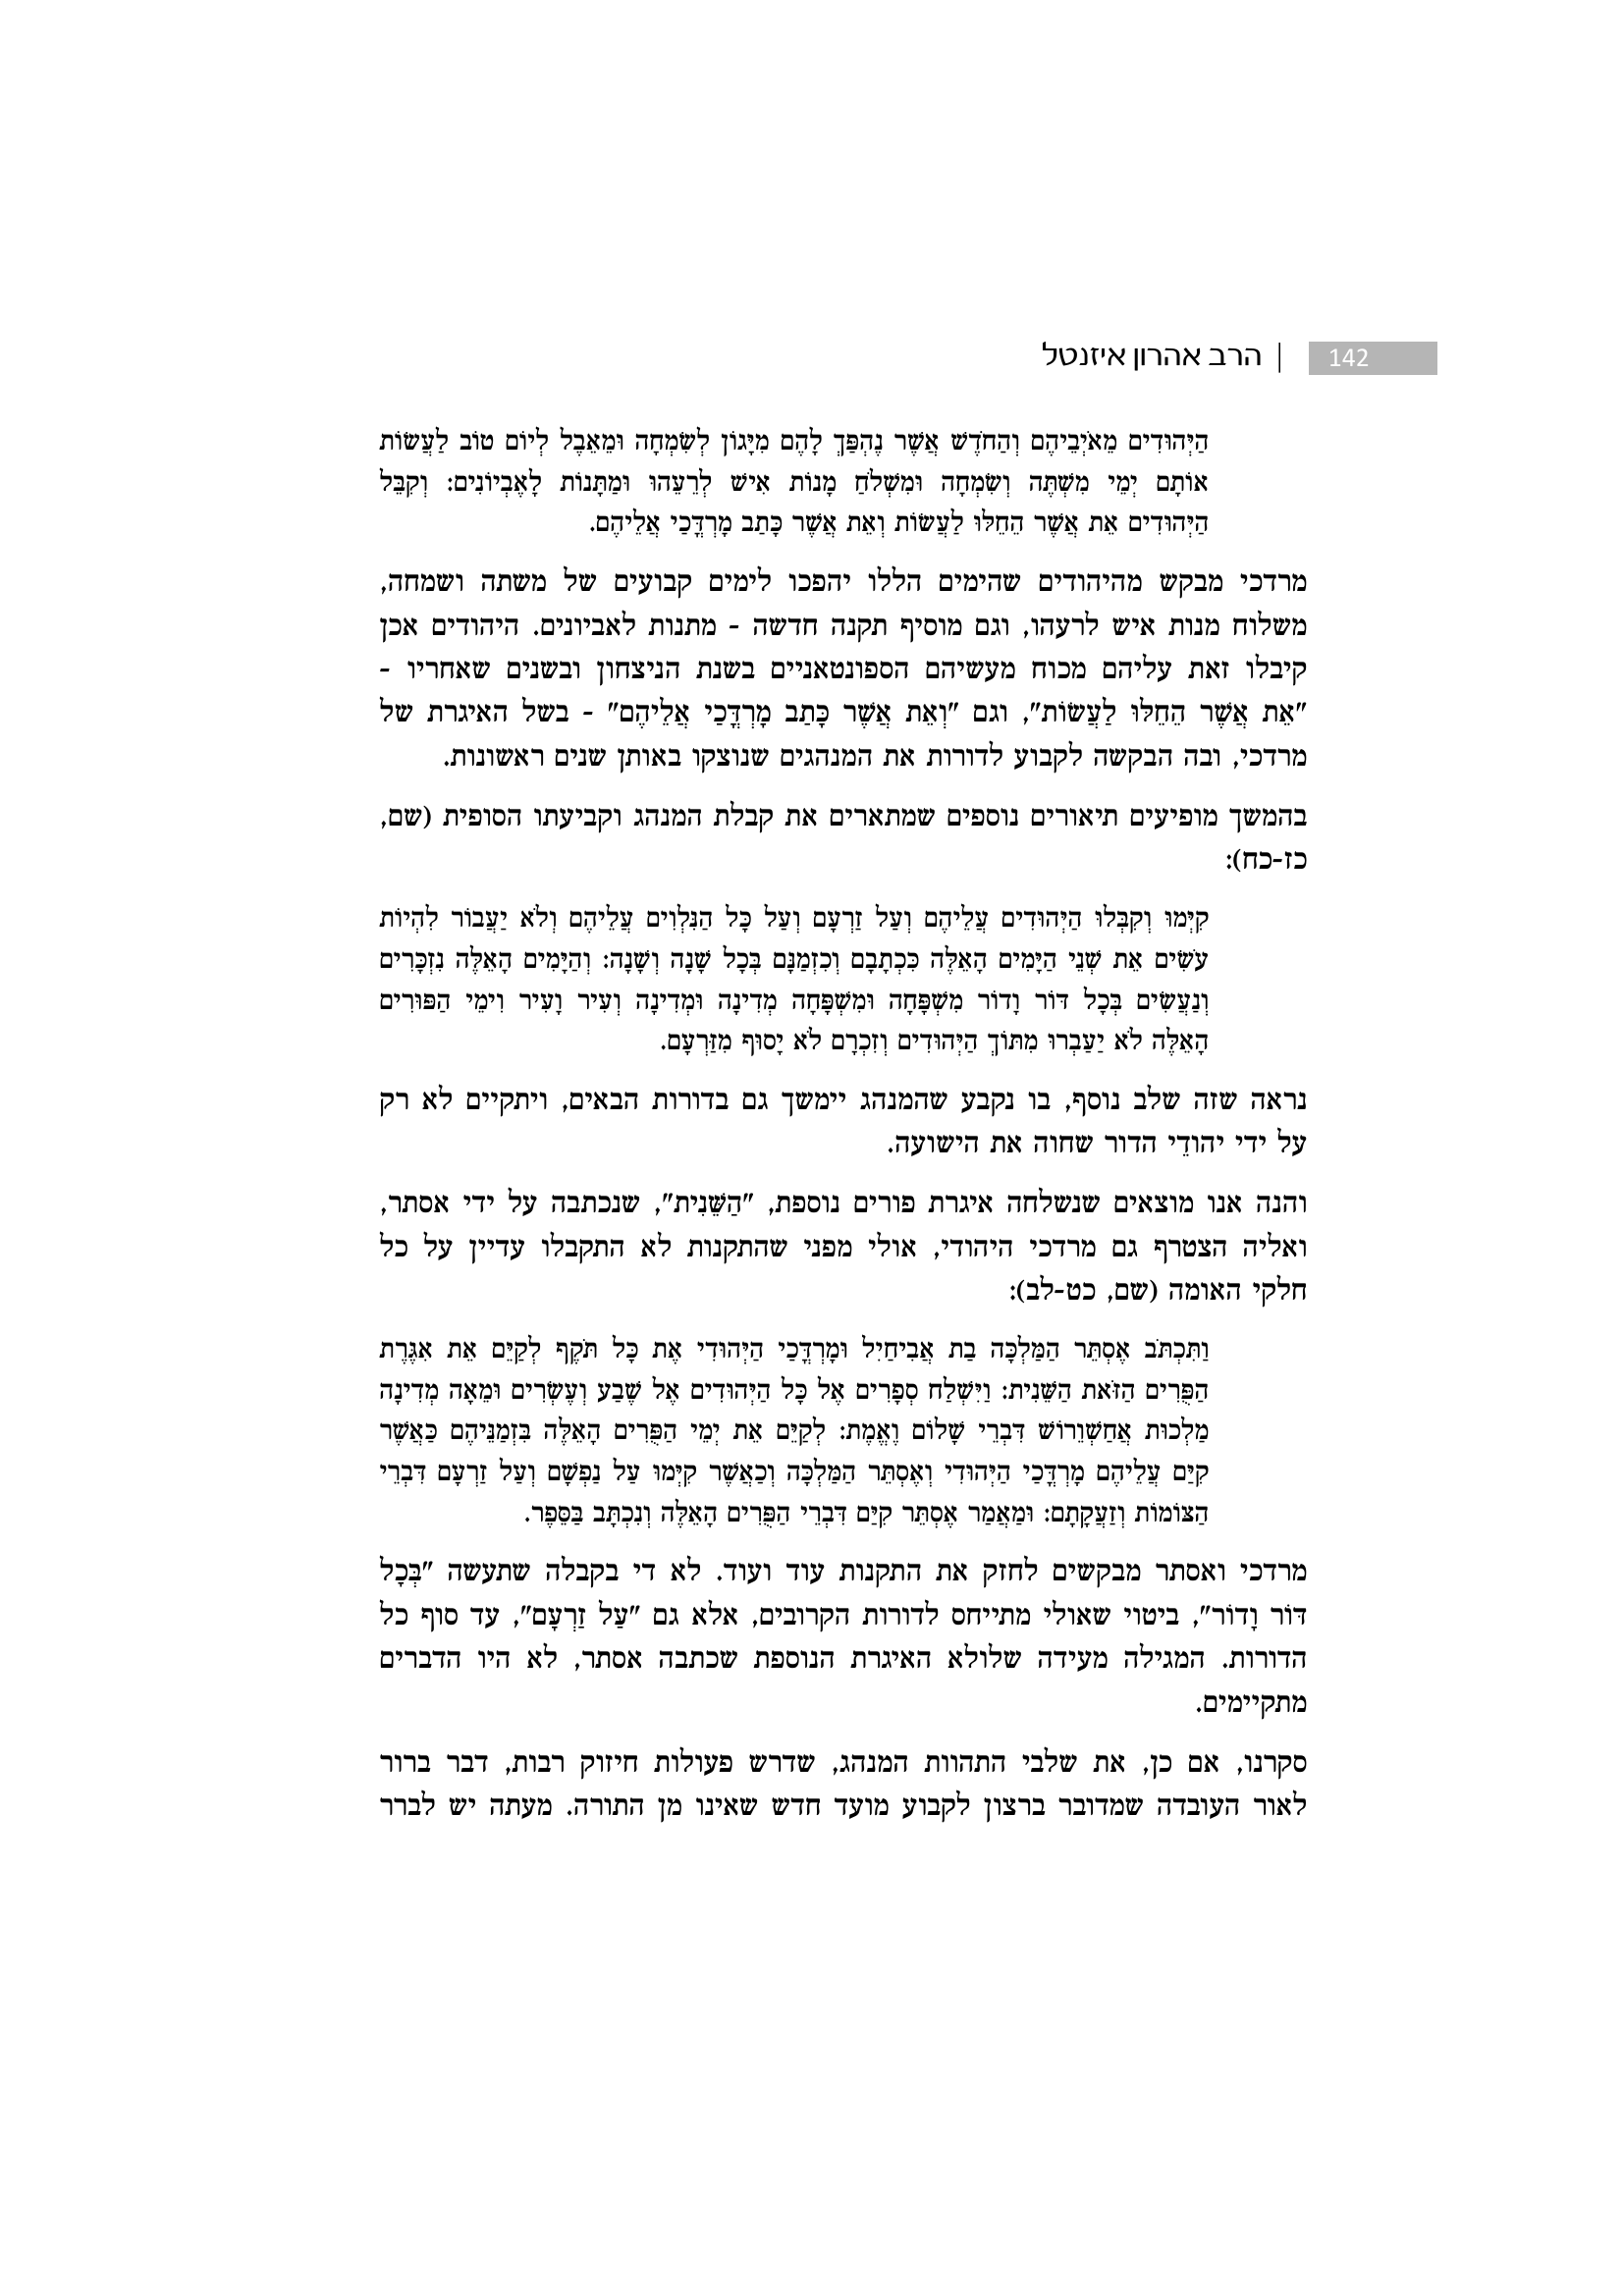 142 | הרב אהרון איזנטל
הַיְּהוּדִים מֵאֹיְבֵיהֶם וְהַחֹדֶשׁ אֲשֶׁר נֶהְפַּךְ לָהֶם מִיָּגוֹן לְשִׂמְחָה וּמֵאֵבֶל לְיוֹם טוֹב לַעֲשׂוֹת
אוֹתָם יְמֵי מִשְׁתֶּה וְשִׂמְחָה וּמִשְׁלֹחַ מָנוֹת אִישׁ לְרֵעֵהוּ וּמַתָּנוֹת לָאֶבְיוֹנִים: וְקִבֵּל
הַיְּהוּדִים אֵת אֲשֶׁר הֵחֵלּוּ לַעֲשׂוֹת וְאֵת אֲשֶׁר כָּתַב מָרְדֳּכַי אֲלֵיהֶם.
מרדכי מבקש מהיהודים שהימים הללו יהפכו לימים קבועים של משתה ושמחה,
משלוח מנות איש לרעהו, וגם מוסיף תקנה חדשה - מתנות לאביונים. היהודים אכן
קיבלו זאת עליהם מכוח מעשיהם הספונטאניים בשנת הניצחון ובשנים שאחריו -
"אֵת אֲשֶׁר הֵחֵלּוּ לַעֲשׂוֹת", וגם "וְאֵת אֲשֶׁר כָּתַב מָרְדֳּכַי אֲלֵיהֶם" - בשל האיגרת של
מרדכי, ובה הבקשה לקבוע לדורות את המנהגים שנוצקו באותן שנים ראשונות.
בהמשך מופיעים תיאורים נוספים שמתארים את קבלת המנהג וקביעתו הסופית (שם,
כז-כח):
קִיְּמוּ וְקִבְּלוּ הַיְּהוּדִים עֲלֵיהֶם וְעַל זַרְעָם וְעַל כָּל הַנִּלְוִים עֲלֵיהֶם וְלֹא יַעֲבוֹר לִהְיוֹת
עֹשִׂים אֵת שְׁנֵי הַיָּמִים הָאֵלֶּה כִּכְתָבָם וְכִזְמַנָּם בְּכָל שָׁנָה וְשָׁנָה: וְהַיָּמִים הָאֵלֶּה נִזְכָּרִים
וְנַעֲשִׂים בְּכָל דּוֹר וָדוֹר מִשְׁפָּחָה וּמִשְׁפָּחָה מְדִינָה וּמְדִינָה וְעִיר וָעִיר וִימֵי הַפּוּרִים
הָאֵלֶּה לֹא יַעַבְרוּ מִתּוֹךְ הַיְּהוּדִים וְזִכְרָם לֹא יָסוּף מִזַּרְעָם.
נראה שזה שלב נוסף, בו נקבע שהמנהג יימשך גם בדורות הבאים, ויתקיים לא רק
על ידי יהודֵי הדור שחוה את הישועה.
והנה אנו מוצאים שנשלחה איגרת פורים נוספת, "הַשֵּׁנִית", שנכתבה על ידי אסתר,
ואליה הצטרף גם מרדכי היהודי, אולי מפני שהתקנות לא התקבלו עדיין על כל
חלקי האומה (שם, כט-לב):
וַתִּכְתֹּב אֶסְתֵּר הַמַּלְכָּה בַת אֲבִיחַיִל וּמָרְדֳּכַי הַיְּהוּדִי אֶת כָּל תֹּקֶף לְקַיֵּם אֵת אִגֶּרֶת
הַפֻּרִים הַזֹּאת הַשֵּׁנִית: וַיִּשְׁלַח סְפָרִים אֶל כָּל הַיְּהוּדִים אֶל שֶׁבַע וְעֶשְׂרִים וּמֵאָה מְדִינָה
מַלְכוּת אֲחַשְׁוֵרוֹשׁ דִּבְרֵי שָׁלוֹם וֶאֱמֶת: לְקַיֵּם אֵת יְמֵי הַפֻּרִים הָאֵלֶּה בִּזְמַנֵּיהֶם כַּאֲשֶׁר
קִיַּם עֲלֵיהֶם מָרְדֳּכַי הַיְּהוּדִי וְאֶסְתֵּר הַמַּלְכָּה וְכַאֲשֶׁר קִיְּמוּ עַל נַפְשָׁם וְעַל זַרְעָם דִּבְרֵי
הַצּוֹמוֹת וְזַעֲקָתָם: וּמַאֲמַר אֶסְתֵּר קִיַּם דִּבְרֵי הַפֻּרִים הָאֵלֶּה וְנִכְתָּב בַּסֵּפֶר.
מרדכי ואסתר מבקשים לחזק את התקנות עוד ועוד. לא די בקבלה שתעשה "בְּכָל
דּוֹר וָדוֹר", ביטוי שאולי מתייחס לדורות הקרובים, אלא גם "עַל זַרְעָם", עד סוף כל
הדורות. המגילה מעידה שלולא האיגרת הנוספת שכתבה אסתר, לא היו הדברים
מתקיימים.
סקרנו, אם כן, את שלבי התהוות המנהג, שדרש פעולות חיזוק רבות, דבר ברור
לאור העובדה שמדובר ברצון לקבוע מועד חדש שאינו מן התורה. מעתה יש לברר